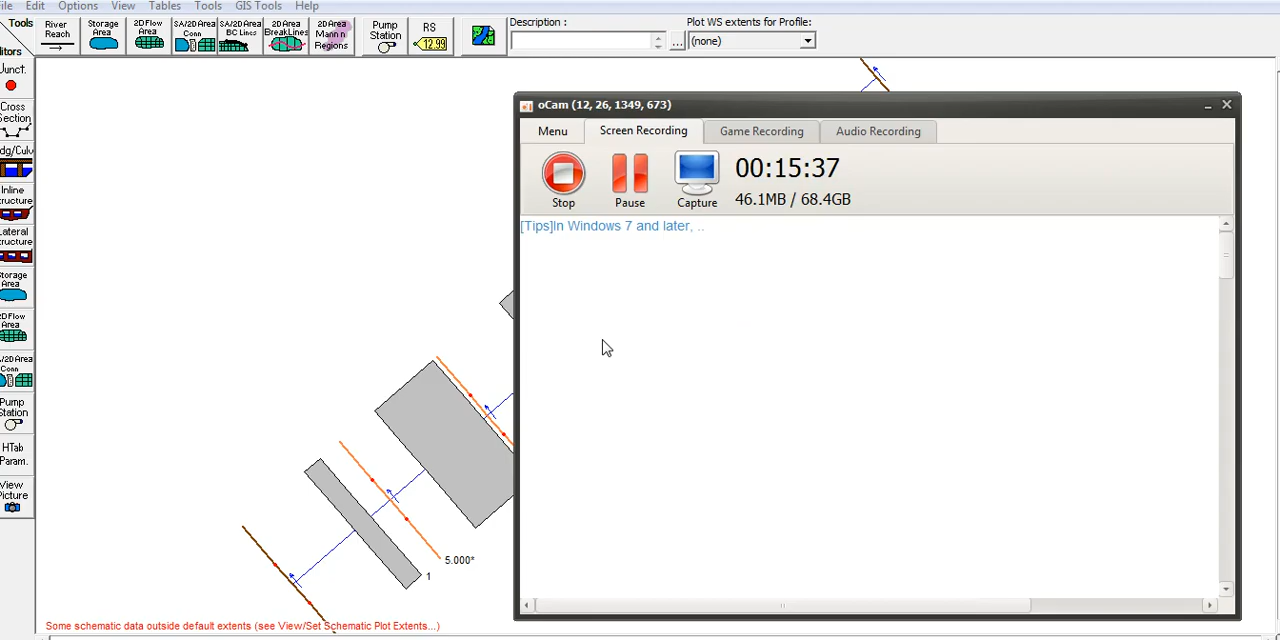 ile Edit Options View Tables Tools GIS Tools Help
Tools
itors
River
Reach
Storage
Area
2D Flow
Area
SA/2D Area
Conn
SA/2D Area
BC Lines
2D Area
BreakLines
2D Area
Mann n
Regions
Pump
Station
RS
12.99
Description :
...
Plot WS extents for Profile:
(none)
Junct.
Cross
Section
rdg/Culv
Inline
tructure
Lateral
tructure
Storage
Area
2D Flow
Area
/2D Area
Conn
Pump
Station
HTab
Param.
View
Picture
oCam (12, 26, 1349, 673)
Menu Screen Recording Game Recording Audio Recording
Stop
Pause
Capture
00:15:37
46.1MB / 68.4GB
[Tips]In Windows 7 and later, ..
5.000*
1
Some schematic data outside default extents (see View/Set Schematic Plot Extents...)